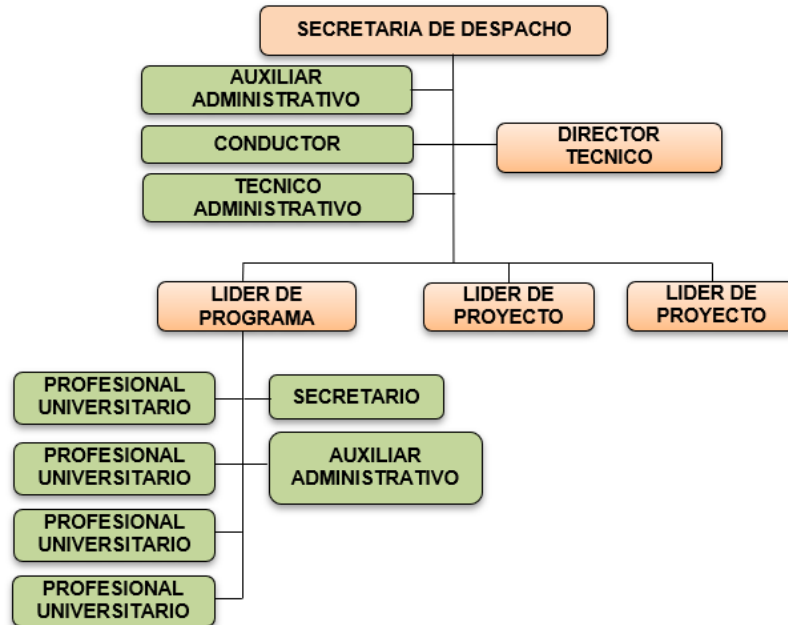 SECRETARIA DE DESPACHO
AUXILIAR
ADMINISTRATIVO
CONDUCTOR
DIRECTOR
TECNICO
TECNICO
ADMINISTRATIVO
LIDER DE
PROGRAMA
LIDER DE
PROYECTO
LIDER DE
PROYECTO
PROFESIONAL
UNIVERSITARIO
SECRETARIO
PROFESIONAL
UNIVERSITARIO
AUXILIAR
ADMINISTRATIVO
PROFESIONAL
UNIVERSITARIO
PROFESIONAL
UNIVERSITARIO